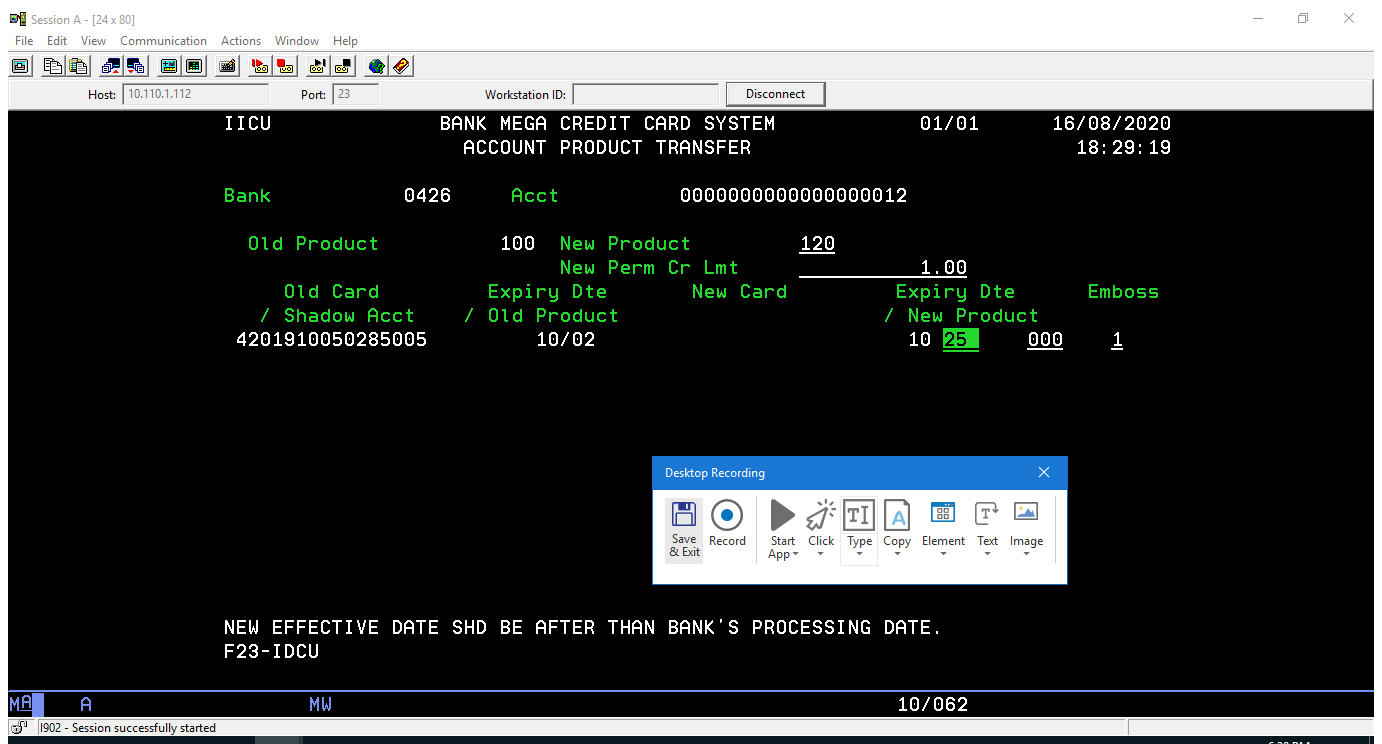 Session A - [24 x 80]
File Edit View Communication Actions Window Help
Host: 10.110.1.112 Port: 23 Workstation ID: Disconnect
IICU BANK MEGA CREDIT CARD SYSTEM 01/01 16/08/2020
ACCOUNT PRODUCT TRANSFER 18:29:19
Bank 0426 Acct 0000000000000000012
Old Product 100 New Product 120
New Perm Cr Lmt 1.00
Old Card Expiry Dte New Card Expiry Dte Emboss
/ Shadow Acct / Old Product / New Product
4201910050285005 10/02 10 25 000 1
Desktop Recording
Save & Exit Record Start App Click Type Copy Element Text Image
NEW EFFECTIVE DATE SHD BE AFTER THAN BANK'S PROCESSING DATE.
F23-IDCU
MA A MW 10/062
I902 - Session successfully started